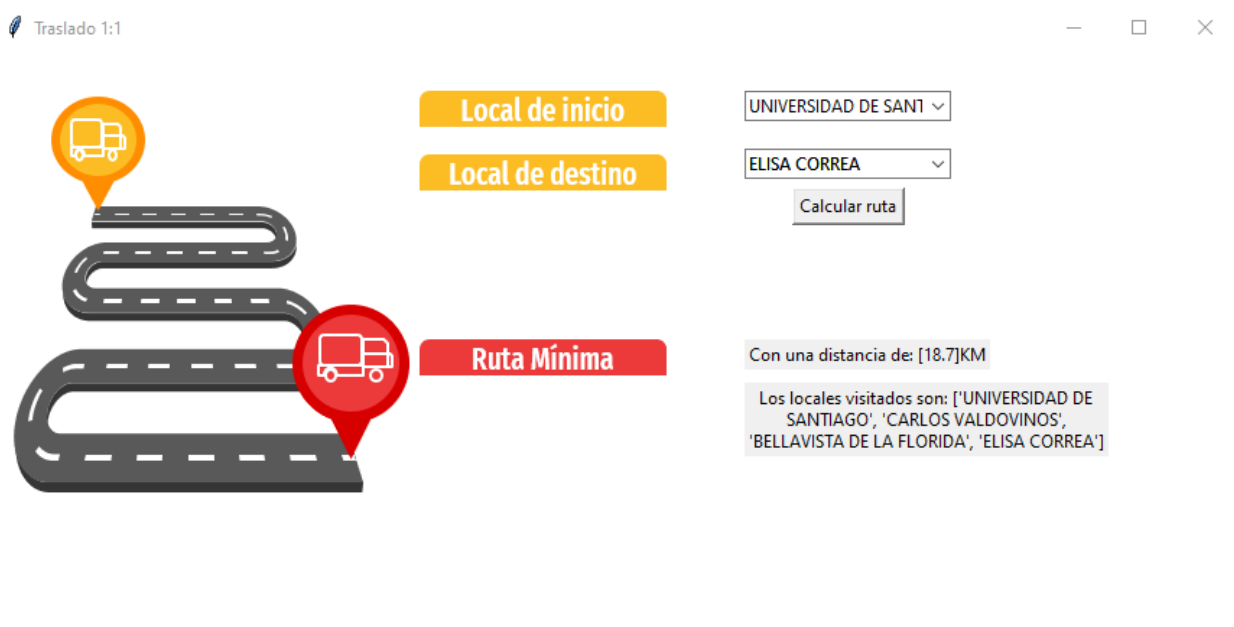 Traslado 1:1
Local de inicio
UNIVERSIDAD DE SANT
Local de destino
ELISA CORREA
Calcular ruta
Ruta Mínima
Con una distancia de: [18.7]KM
Los locales visitados son: ['UNIVERSIDAD DE
SANTIAGO', 'CARLOS VALDOVINOS',
'BELLAVISTA DE LA FLORIDA', 'ELISA CORREA']